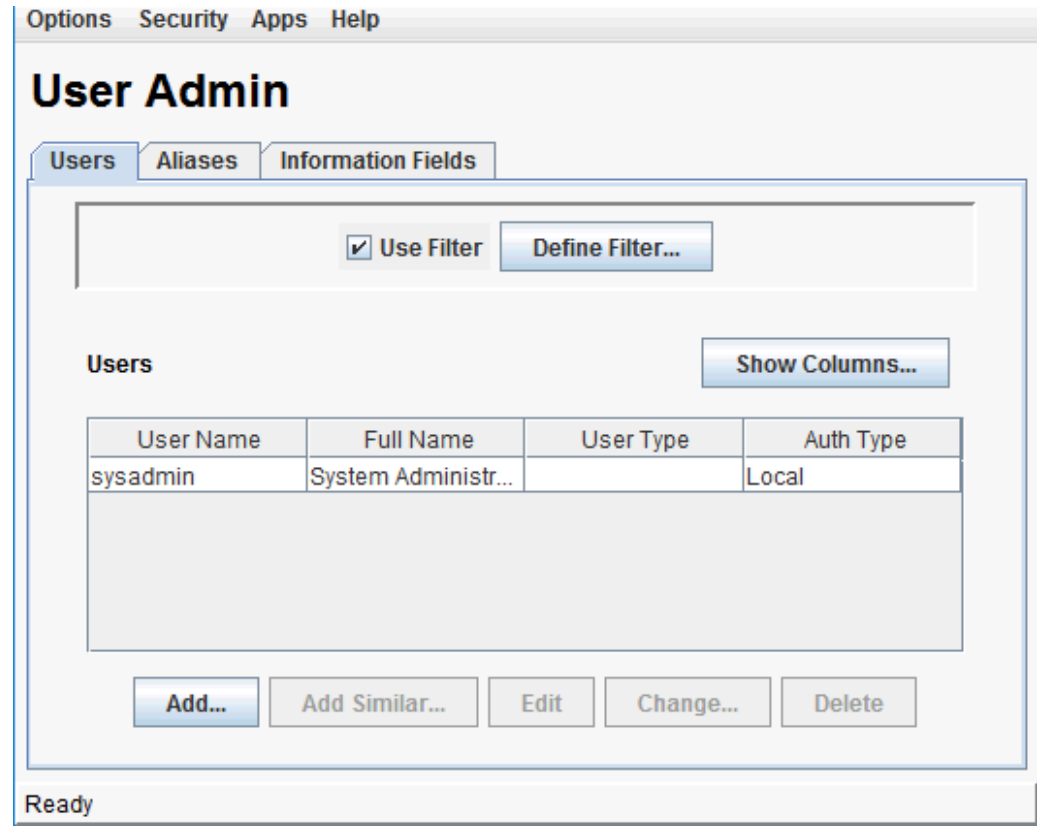 Options Security Apps Help
User Admin
Users Aliases Information Fields
Use Filter Define Filter...
Users Show Columns...
User Name Full Name User Type Auth Type
sysadmin System Administr... Local
Add... Add Similar... Edit Change... Delete
Ready